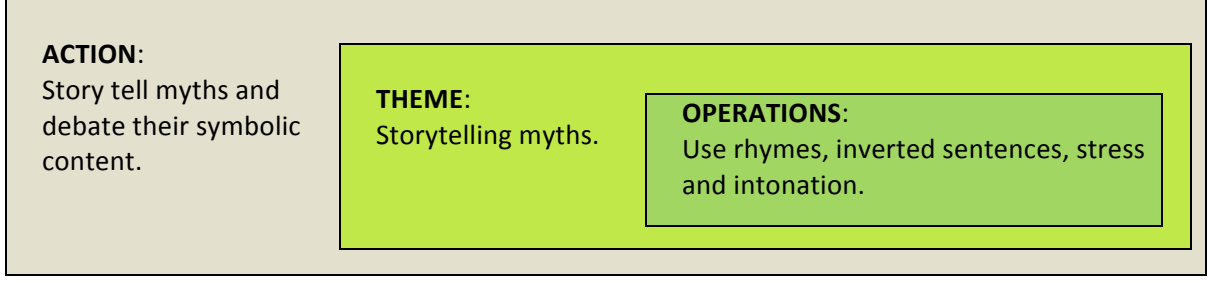 ACTION:
Story tell myths and
debate their symbolic
content.
THEME:
Storytelling myths.
OPERATIONS:
Use rhymes, inverted sentences, stress
and intonation.